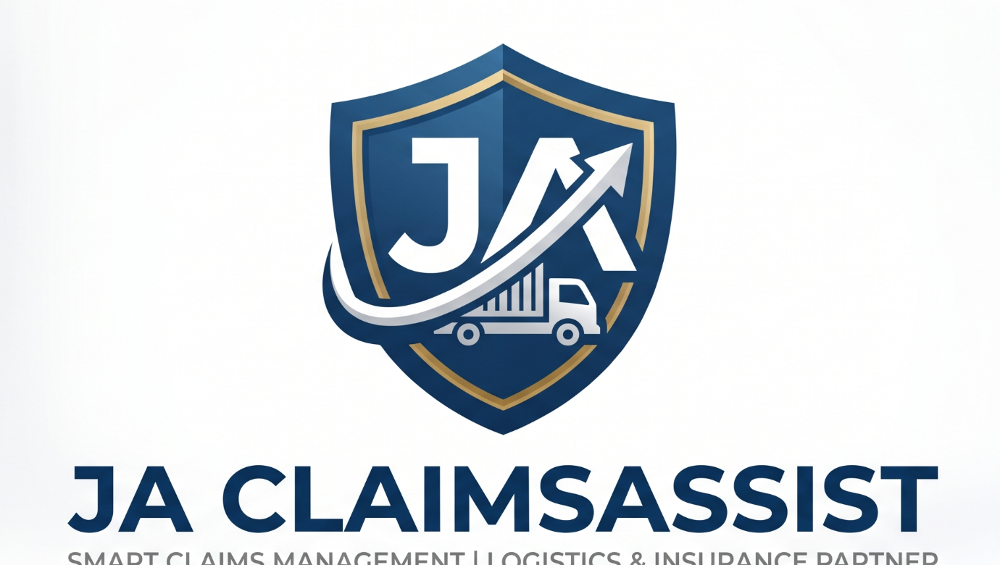 JA
JA CLAIMSASSIST
SMART CLAIMS MANAGEMENT | LOGISTICS & INSURANCE PARTNER